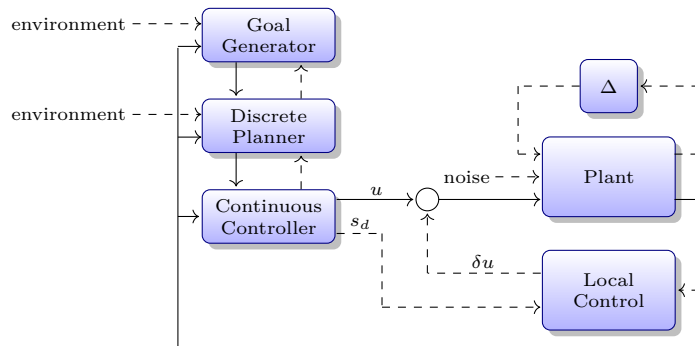 environment
Goal
Generator
environment
Discrete
Planner
Δ
noise
Plant
Continuous
Controller
u
s_d
δu
Local
Control